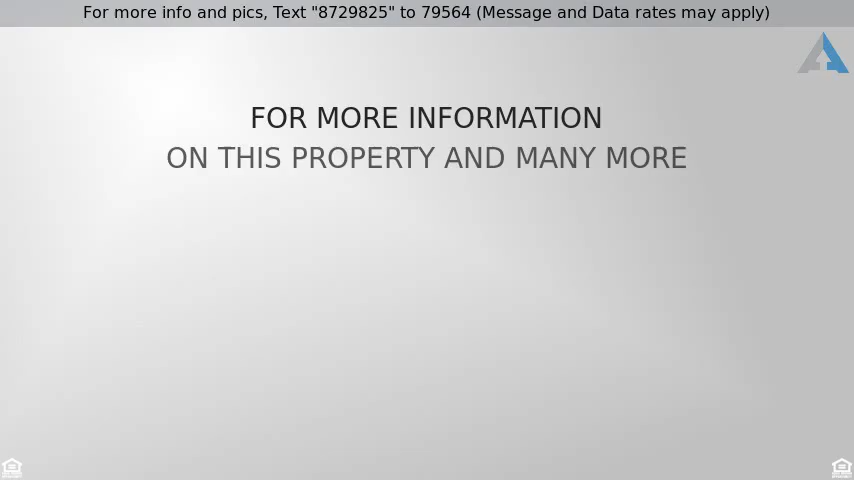 For more info and pics, Text "8729825" to 79564 (Message and Data rates may apply)
FOR MORE INFORMATION
ON THIS PROPERTY AND MANY MORE